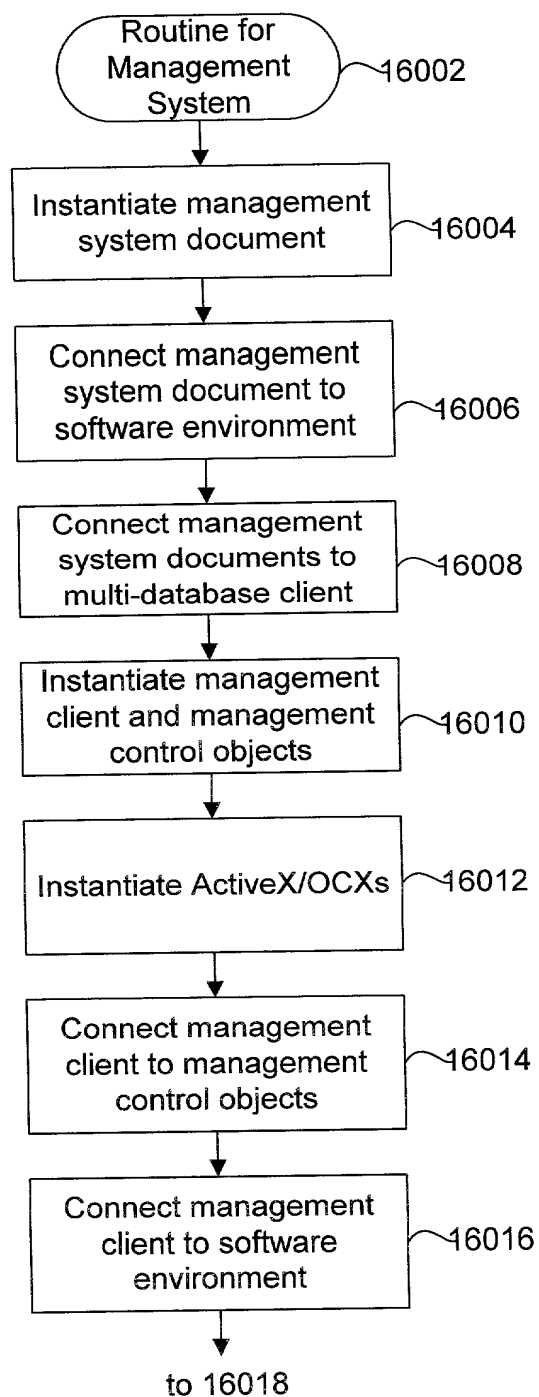 Routine for
Management
System
16002
Instantiate management
system document
16004
Connect management
system document to
software environment
16006
Connect management
system documents to
multi-database client
16008
Instantiate management
client and management
control objects
16010
Instantiate ActiveX/OCXs
16012
Connect management
client to management
control objects
16014
Connect management
client to software
environment
16016
to 16018